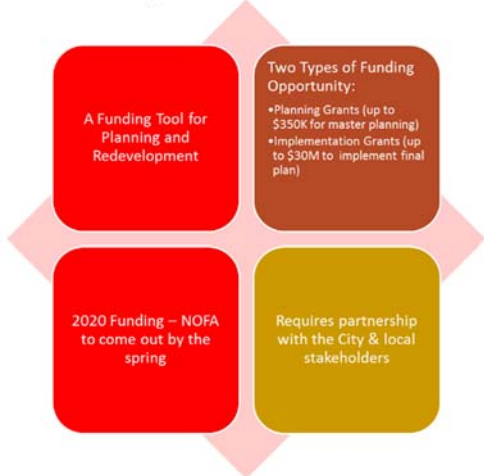 A Funding Tool for
Planning and
Redevelopment
Two Types of Funding
Opportunity:
•Planning Grants (up to
$350K for master planning)
•Implementation Grants (up
to $30M to implement final
plan)
2020 Funding – NOFA
to come out by the
spring
Requires partnership
with the City & local
stakeholders